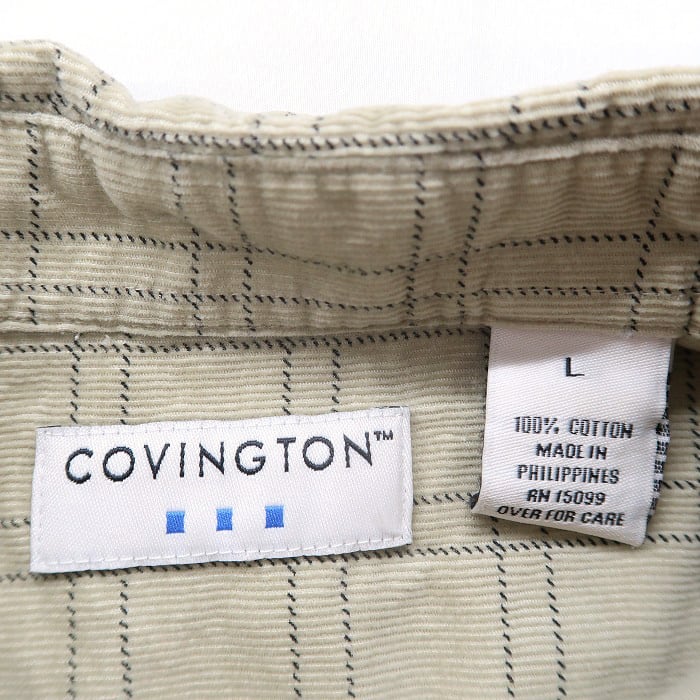 COVINGTON™
L
100% COTTON
MADE IN
PHILIPPINES
RN 15099
OVER FOR CARE